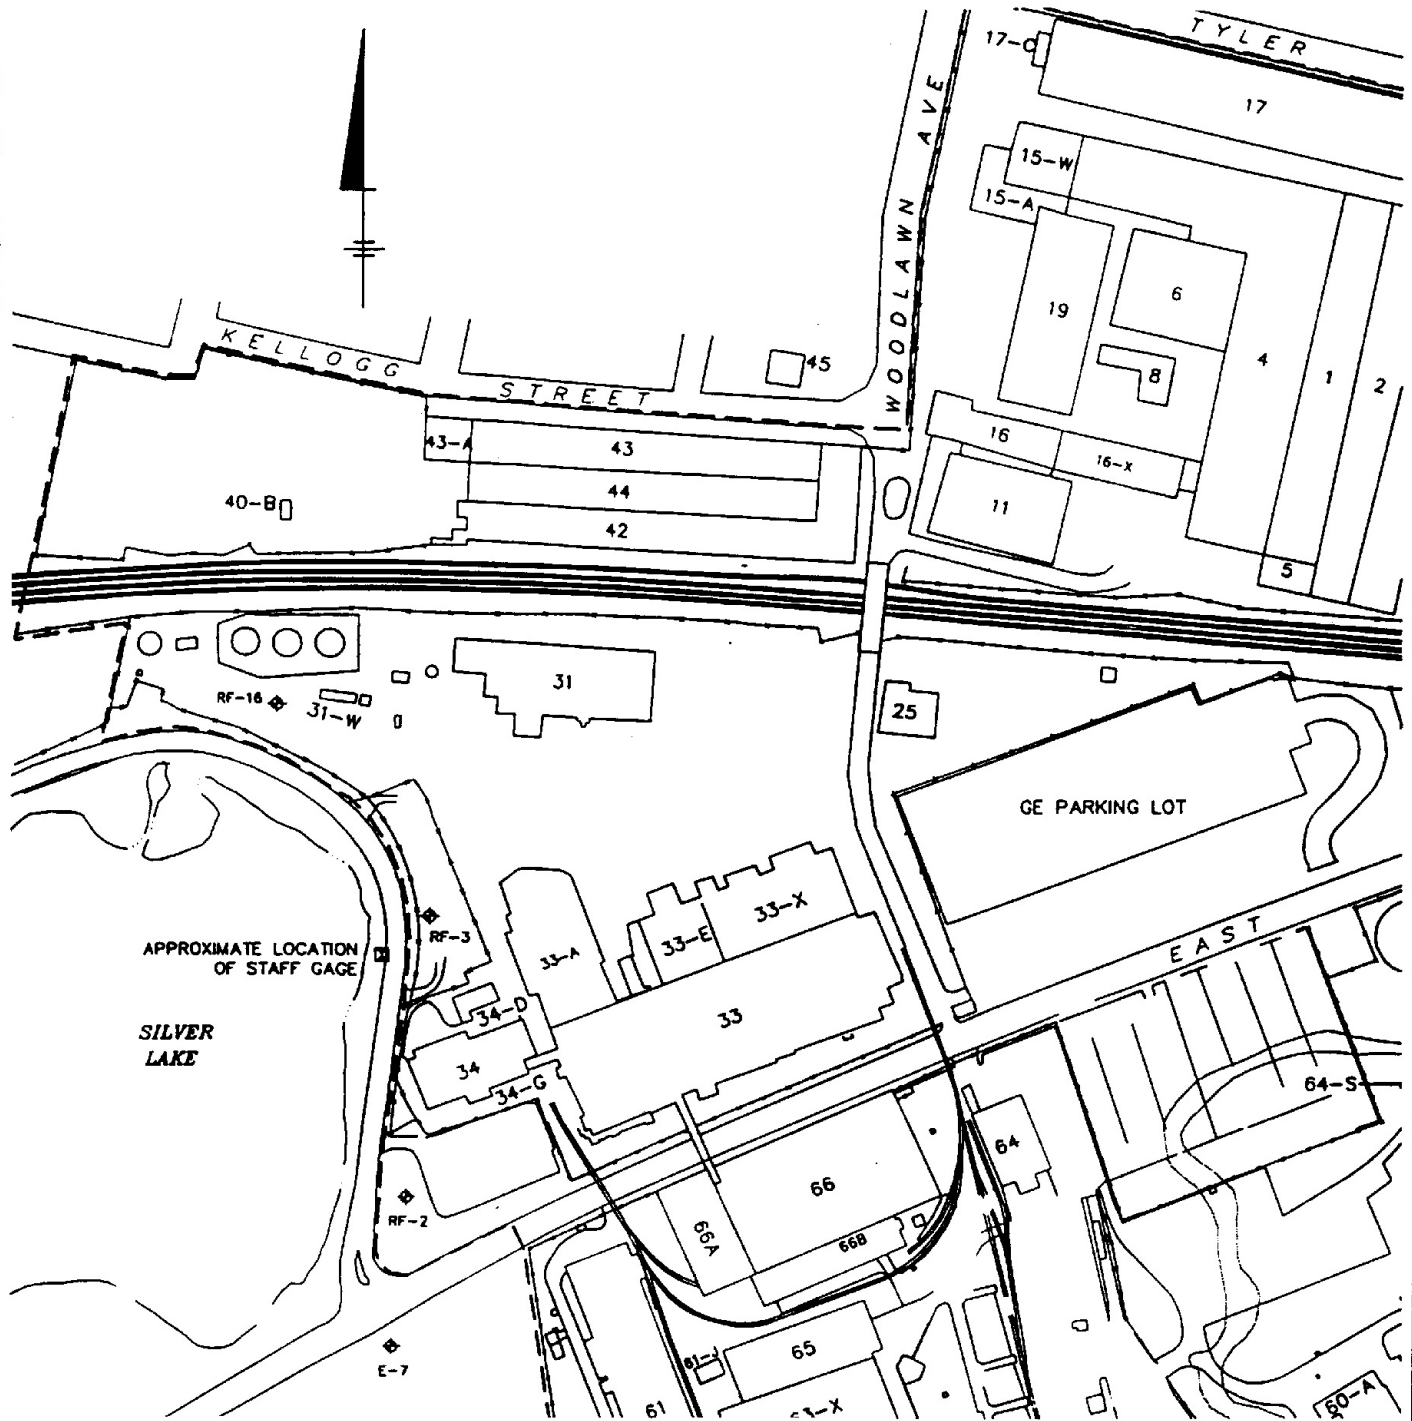 TYLER
17-C
17
WOODLAWN AVE
15-W
15-A
19
6
4
1
2
8
KELLOGG STREET
45
43-A
43
16
16-X
44
40-B
11
42
5
31
RF-16
31-W
25
GE PARKING LOT
33-X
33-E
RF-3
EAST
APPROXIMATE LOCATION
OF STAFF GAGE
33-A
34-D
33
SILVER
LAKE
34
34-G
64-S
64
66
RF-2
66A
66B
65
61-J
E-7
60-A
61